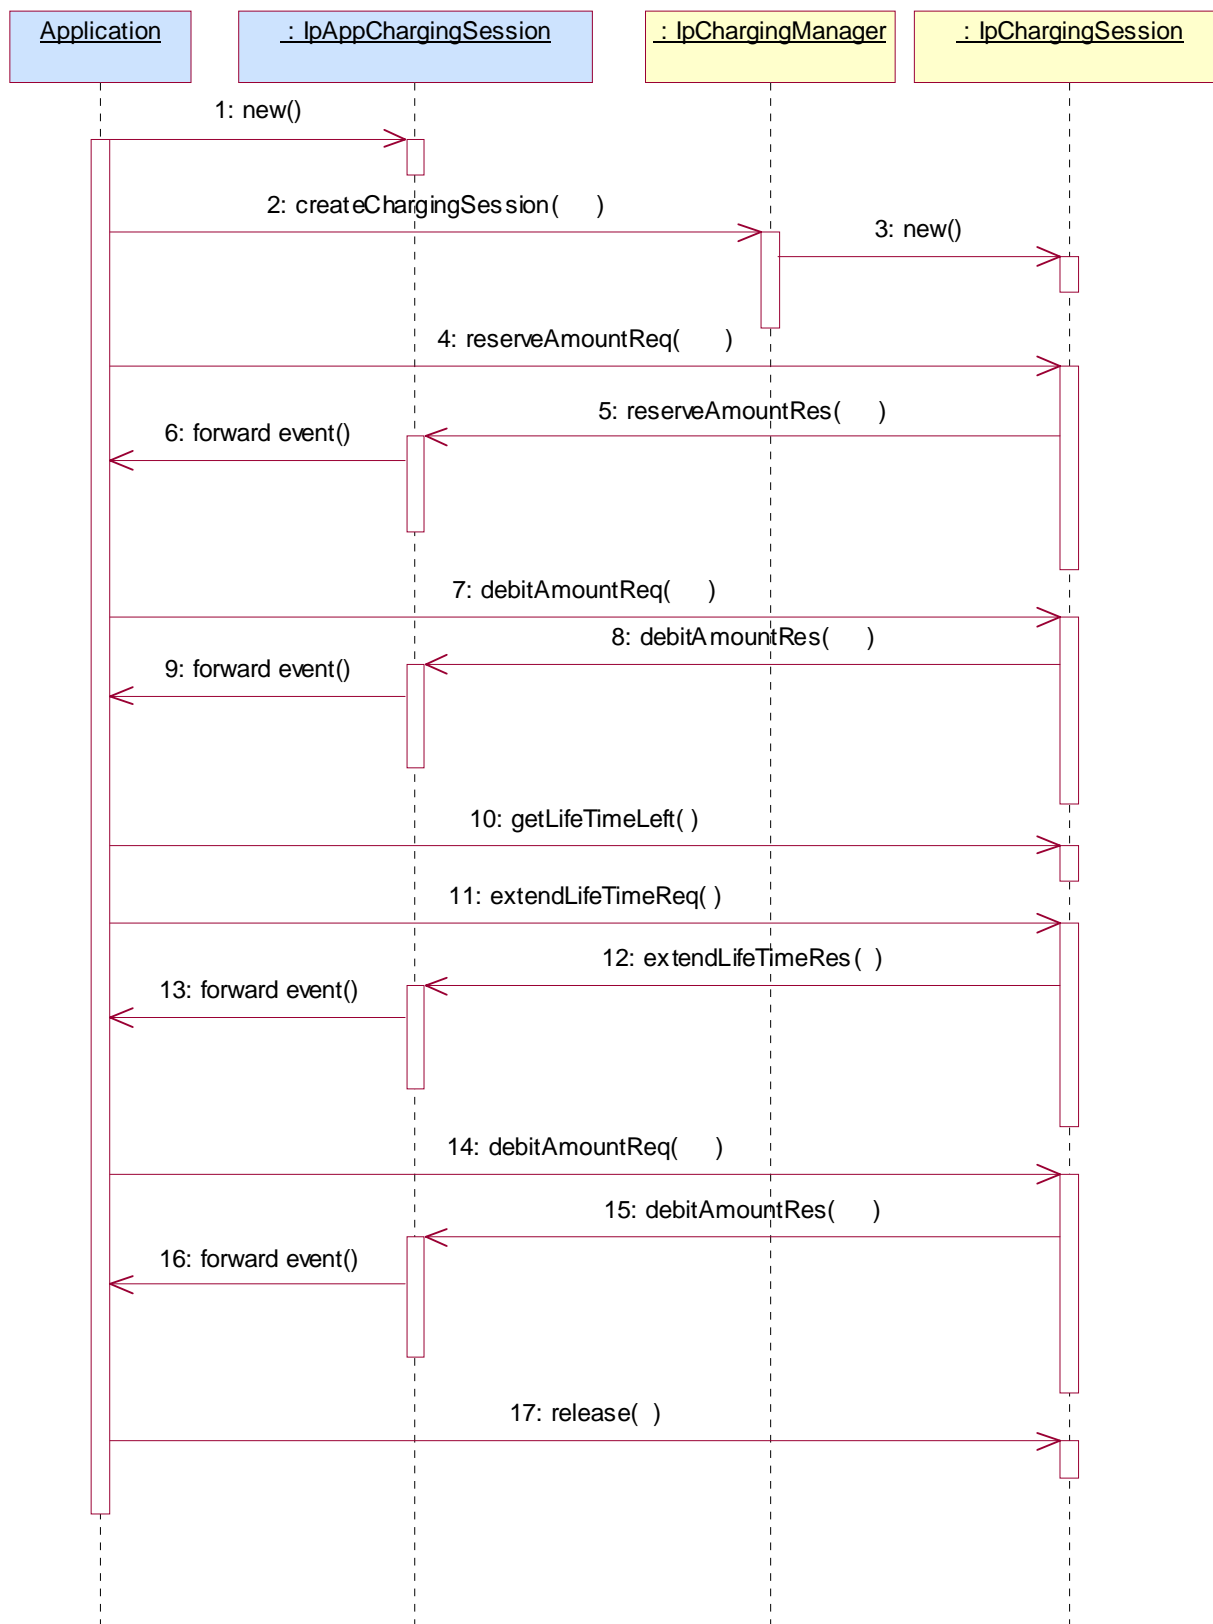 Application
: IpAppChargingSession
: IpChargingManager
: IpChargingSession
1: new()
2: createChargingSession( )
3: new()
4: reserveAmountReq( )
5: reserveAmountRes( )
6: forward event()
7: debitAmountReq( )
8: debitAmountRes( )
9: forward event()
10: getLifeTimeLeft( )
11: extendLifeTimeReq( )
12: extendLifeTimeRes( )
13: forward event()
14: debitAmountReq( )
15: debitAmountRes( )
16: forward event()
17: release( )